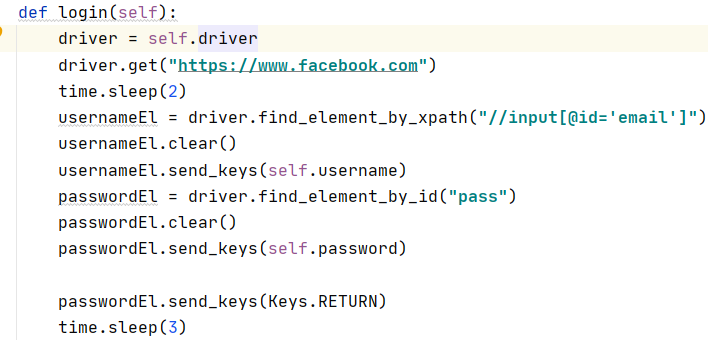 def login(self):
driver = self.driver
driver.get("https://www.facebook.com")
time.sleep(2)
usernameEl = driver.find_element_by_xpath("//input[@id='email']")
usernameEl.clear()
usernameEl.send_keys(self.username)
passwordEl = driver.find_element_by_id("pass")
passwordEl.clear()
passwordEl.send_keys(self.password)
passwordEl.send_keys(Keys.RETURN)
time.sleep(3)